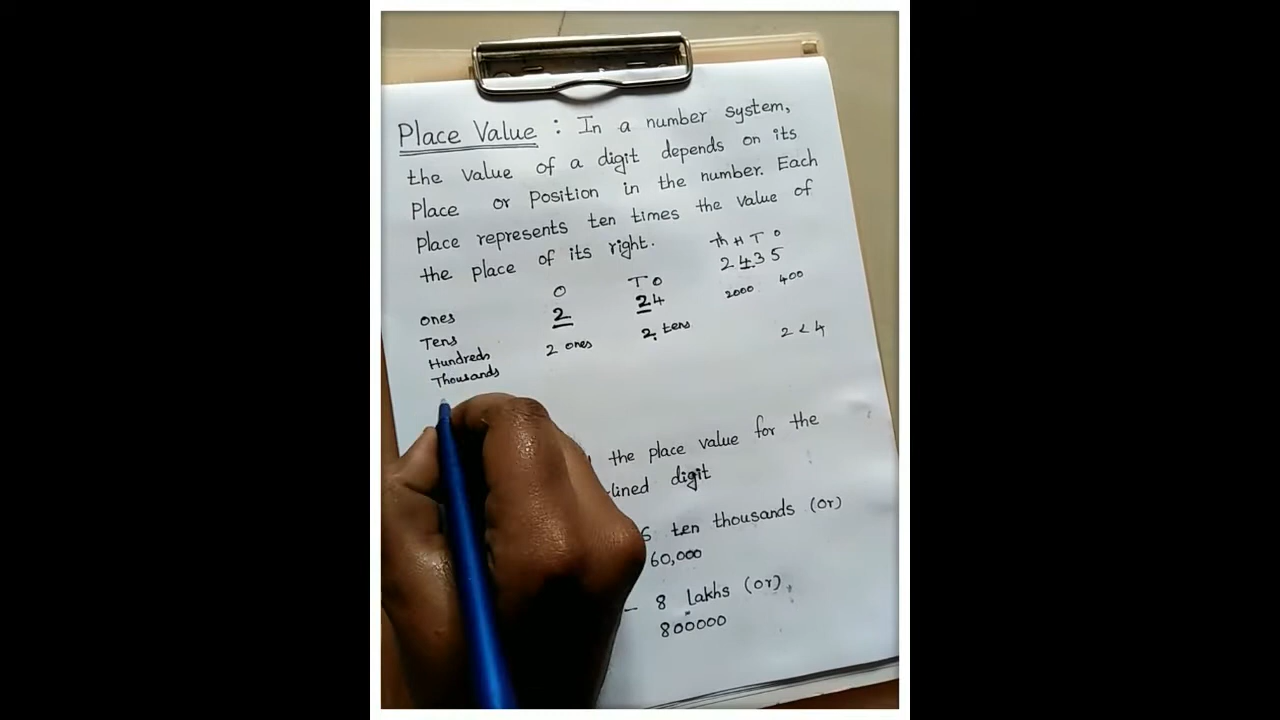 Place Value : In a number system,
the value of a digit depends on its
Place or Position in the number. Each
Place represents ten times the value of
the place of its right.
Th H T O
2 4 3 5
2000 400
O
2
2 ones
T O
24
2 tens
2 < 4
Ones
Tens
Hundreds
Thousands
the place value for the
lined digit
6 ten thousands (or)
60,000
– 8 Lakhs (or)
800000